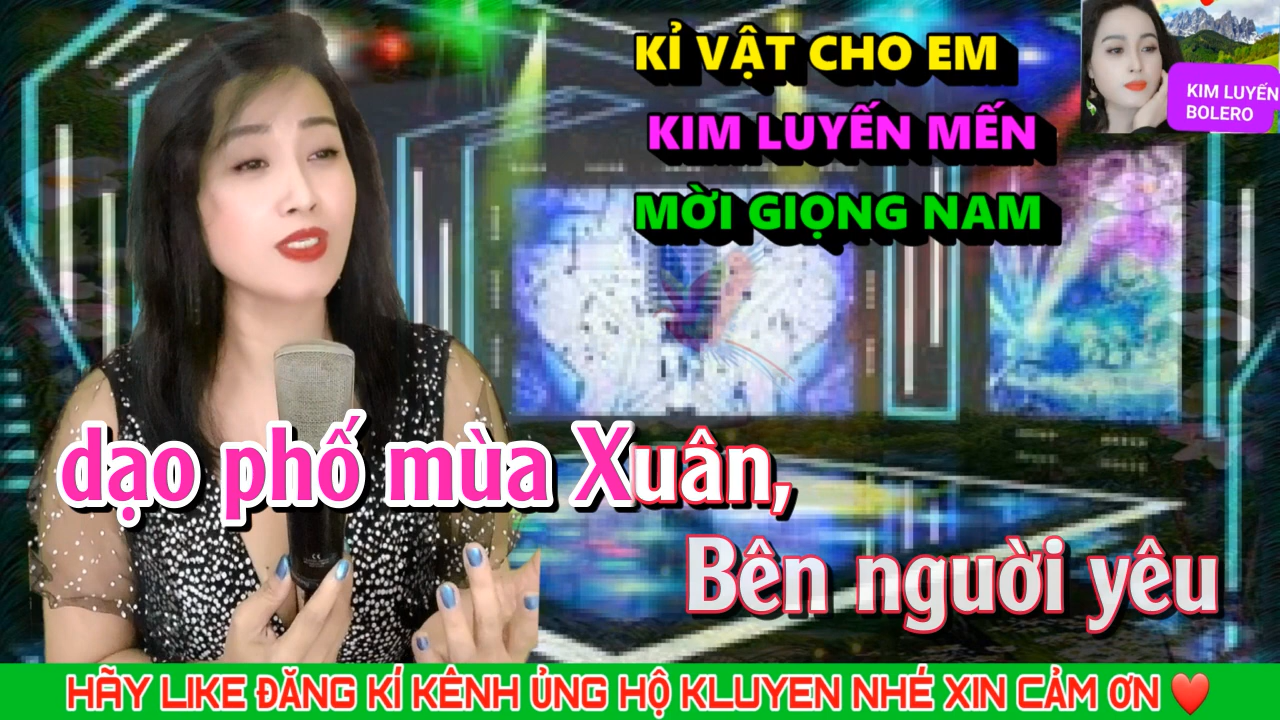 KỈ VẬT CHO EM
KIM LUYẾN MẾN
MỜI GIỌNG NAM
KIM LUYẾN
BOLERO
dạo phố mùa Xuân,
Bên người yêu
HÃY LIKE ĐĂNG KÍ KÊNH ỦNG HỘ KLUYEN NHÉ XIN CẢM ƠN ❤️